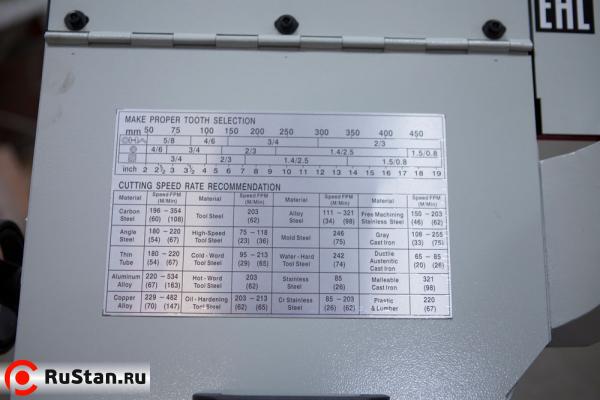 EAC
MAKE PROPER TOOTH SELECTION
mm 50 75 100 150 200 250 300 350 400 450
5/8 4/6 3/4 2/3
4/6 3/4 2/3 1.4/2.5 1.5/0.8
3/4 2/3 1.4/2.5 1.5/0.8
inch 2 2½ 3 3½ 4 5 6 7 8 9 10 11 12 13 14 15 16 17 18 19
CUTTING SPEED RATE RECOMMENDATION
Material Speed FPM (M/Min) Material Speed FPM (M/Min) Material Speed FPM (M/Min) Material Speed FPM (M/Min)
Carbon Steel 196 – 354 (60) (108) Tool Steel 203 (62) Alloy Steel 111 – 321 (34) (98) Free Machining Stainless Steel 150 – 203 (46) (62)
Angle Steel 180 – 220 (54) (67) High-Speed Tool Steel 75 – 118 (23) (36) Mold Steel 246 (75) Gray Cast Iron 108 – 255 (33) (75)
Thin Tube 180 – 220 (54) (67) Cold-Word Tool Steel 95 – 213 (29) (65) Water-Hard Tool Steel 242 (74) Ductile Austenitic Cast Iron 65 – 85 (20) (26)
Aluminum Alloy 220 – 534 (67) (163) Hot-Word Tool Steel 203 (62) Stainless Steel 85 (26) Malleable Cast Iron 321 (98)
Copper Alloy 229 – 482 (70) (147) Oil-Hardening Tool Steel 203 – 213 (62) (65) Cr Stainless Steel 85 – 203 (26) (62) Plastic & Lumber 220 (67)
RuStan.ru